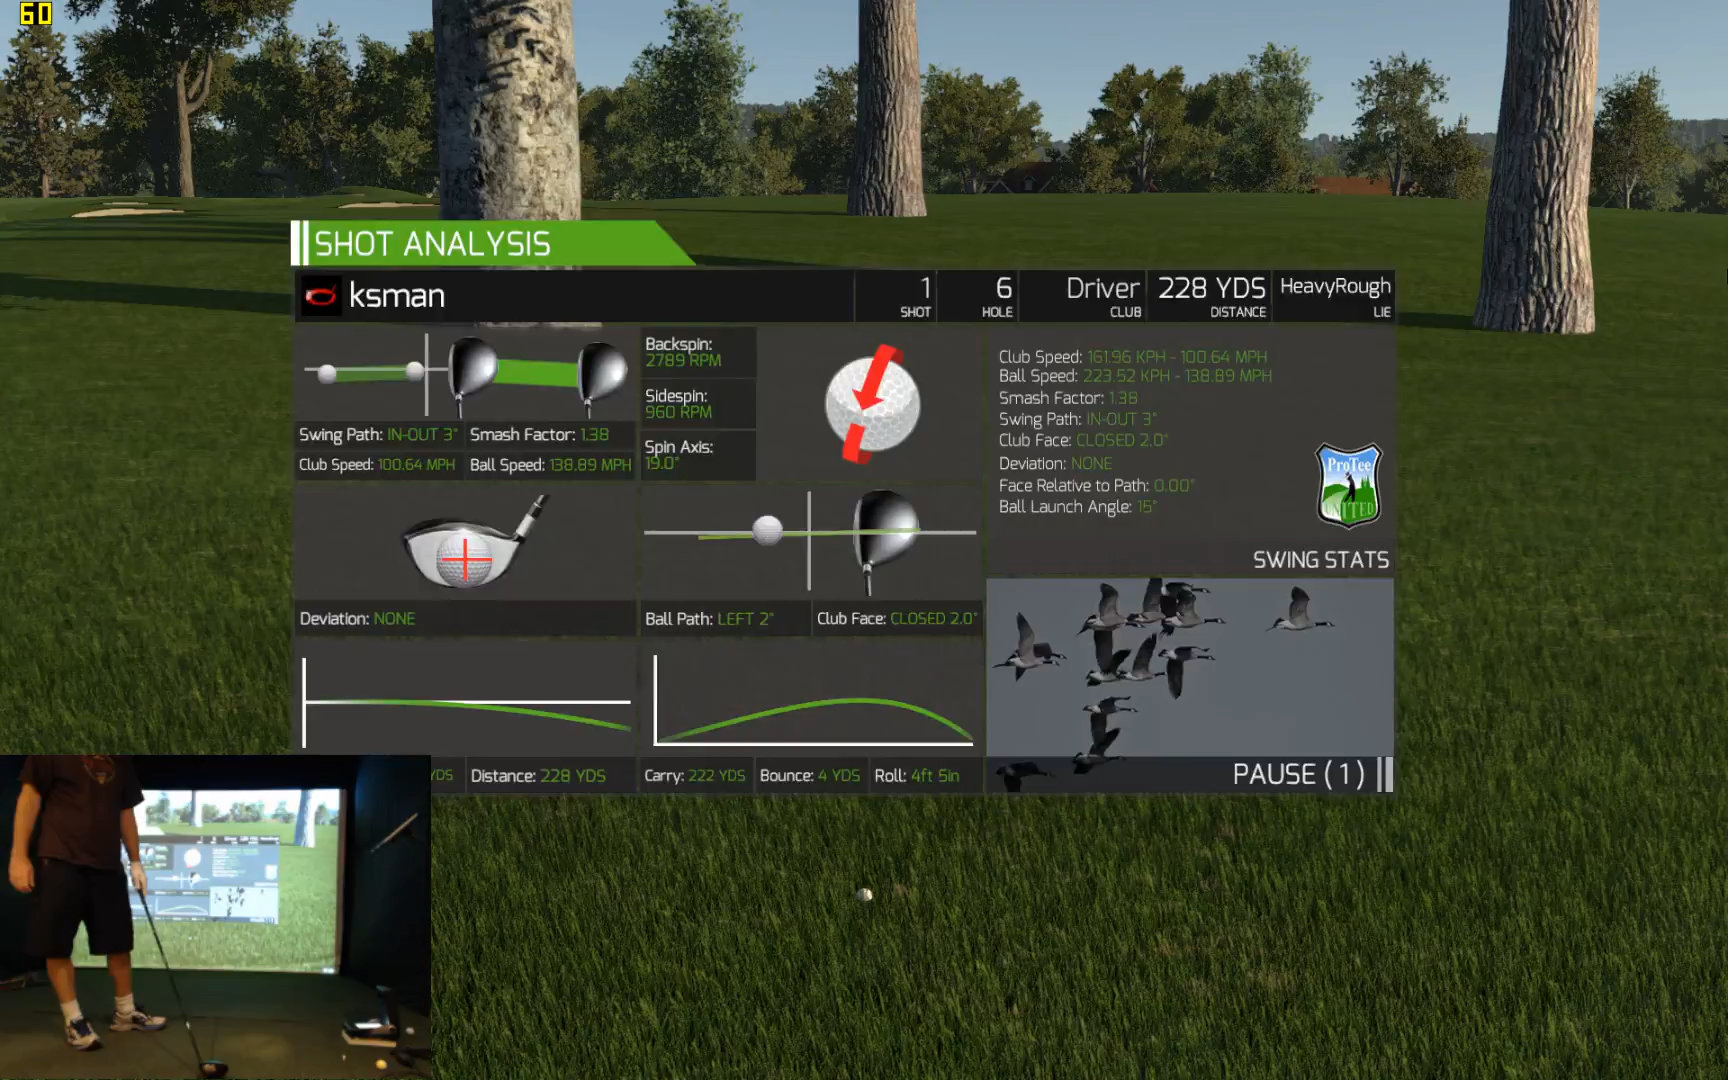 60
SHOT ANALYSIS
ksman
1
SHOT
6
HOLE
Driver
CLUB
228 YDS
DISTANCE
HeavyRough
LIE
Swing Path: IN-OUT 3°
Smash Factor: 1.38
Club Speed: 100.64 MPH
Ball Speed: 138.89 MPH
Backspin:
2789 RPM
Sidespin:
960 RPM
Spin Axis:
19.0°
Club Speed: 161.96 KPH - 100.64 MPH
Ball Speed: 223.52 KPH - 138.89 MPH
Smash Factor: 1.38
Swing Path: IN-OUT 3°
Club Face: CLOSED 2.0°
Deviation: NONE
Face Relative to Path: 0.00°
Ball Launch Angle: 15°
ProTee
UNITED
SWING STATS
Deviation: NONE
Ball Path: LEFT 2°
Club Face: CLOSED 2.0°
YDS
Distance: 228 YDS
Carry: 222 YDS
Bounce: 4 YDS
Roll: 4ft 5in
PAUSE ( 1 )